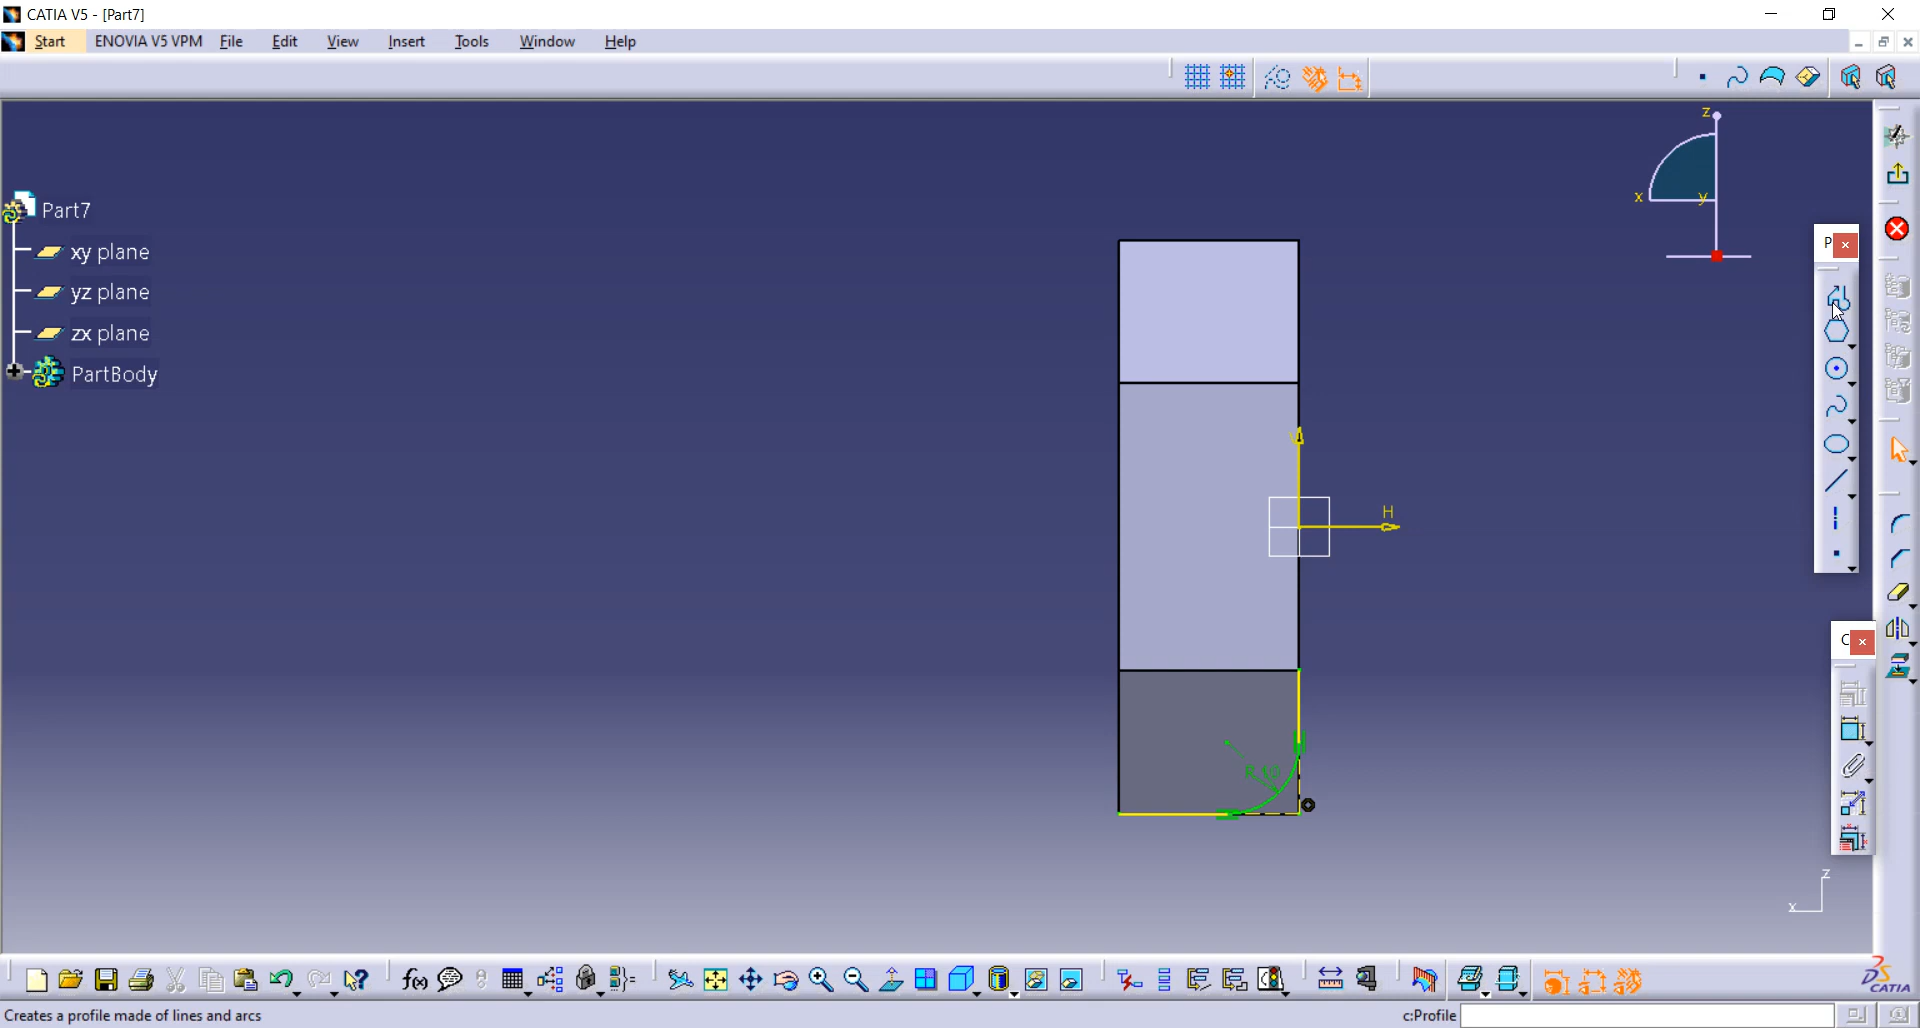 CATIA V5 - [Part7]
Start ENOVIA V5 VPM File Edit View Insert Tools Window Help
z
x y
Part7
xy plane
yz plane
zx plane
PartBody
P
H
C
R 10
z
x
f(x)
CATIA
Creates a profile made of lines and arcs
c:Profile